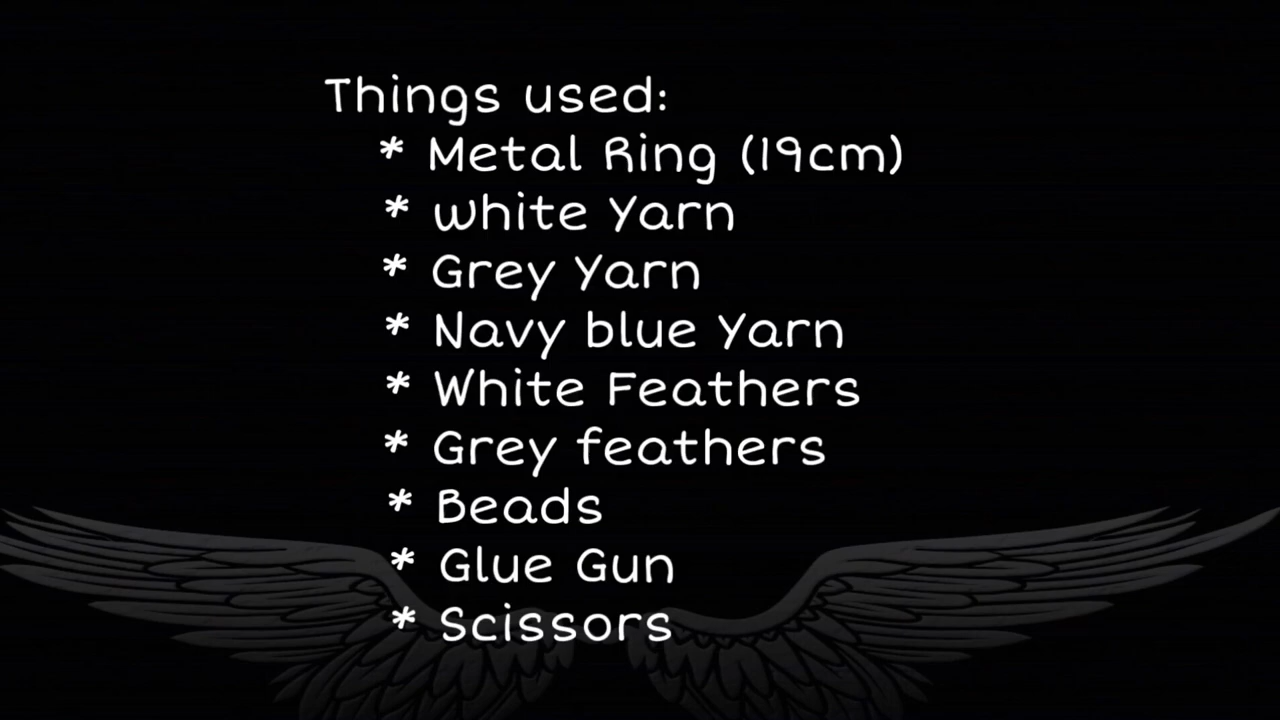 Things used:
* Metal Ring (19cm)
* white Yarn
* Grey Yarn
* Navy blue Yarn
* White Feathers
* Grey feathers
* Beads
* Glue Gun
* Scissors